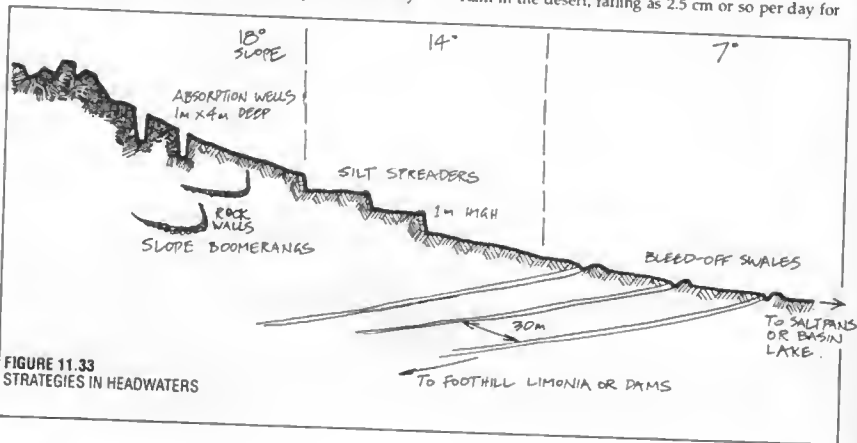 in the desert, falling as 2.5 cm or so per day for
18° SLOPE
14°
7°
ABSORPTION WELLS
1m x 4m DEEP
SILT SPREADERS
1m HIGH
ROCK
WALLS
SLOPE BOOMERANGS
BLEED-OFF SWALES
30m
TO SALTPANS
OR BASIN
LAKE.
TO FOOTHILL LIMONIA OR DAMS
FIGURE 11.33
STRATEGIES IN HEADWATERS